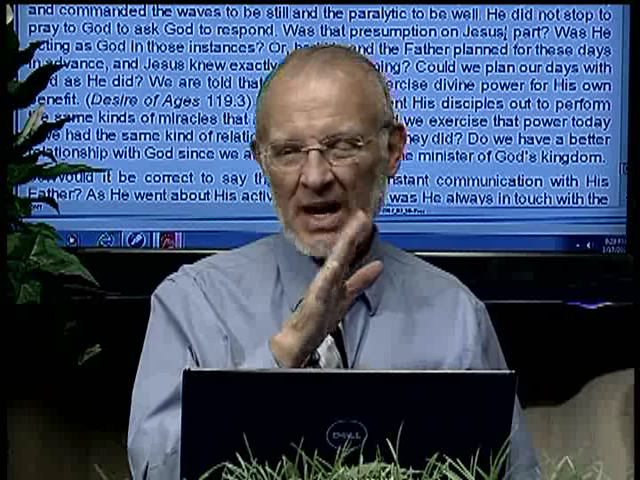 and commanded the waves to be still and the paralytic to be well. He did not stop to
pray to God to ask God to respond. Was that presumption on Jesus' part? Was He
acting as God in those instances? Or, had and the Father planned for these days
in advance, and Jesus knew exactly coming? Could we plan our days with
as He did? We are told that exercise divine power for His own
benefit. (Desire of Ages 119.3) sent His disciples out to perform
same kinds of miracles that we exercise that power today
we had the same kind of they did? Do we have a better
relationship with God since we the minister of God's kingdom.
Would it be correct to say constant communication with His
Father? As He went about His was He always in touch with the
DELL